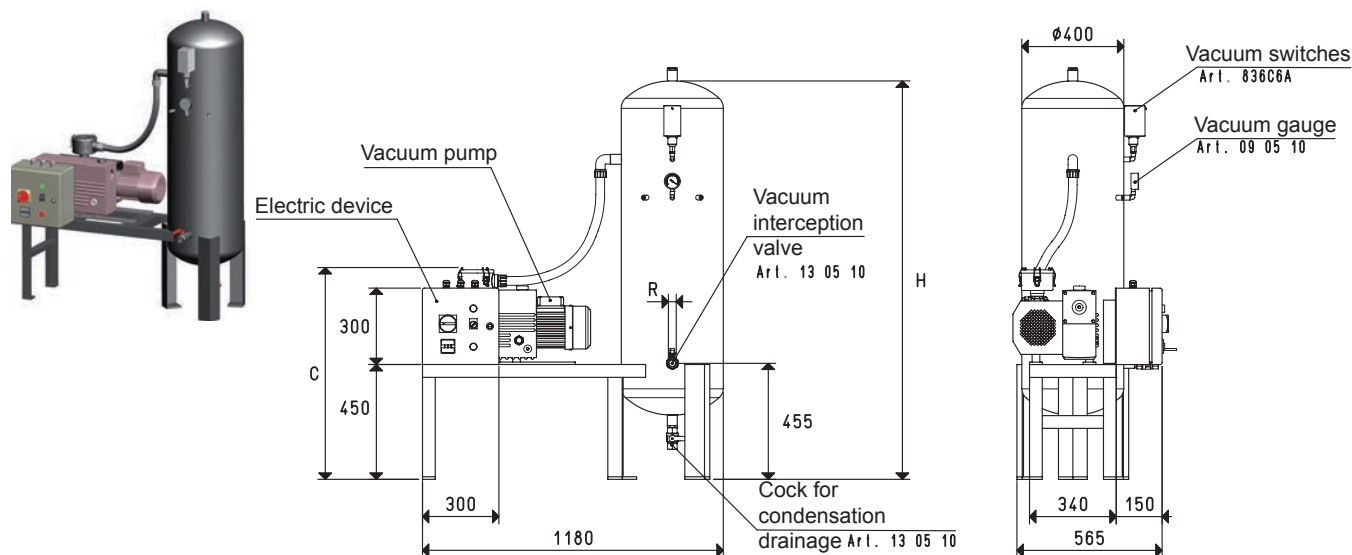 Ø400
Vacuum switches
Art. 836C6A
Vacuum gauge
Art. 09 05 10
Vacuum pump
Electric device
Vacuum
interception
valve
Art. 13 05 10
R
H
C
300
450
455
300
1180
Cock for
condensation
drainage Art. 13 05 10
340
150
565